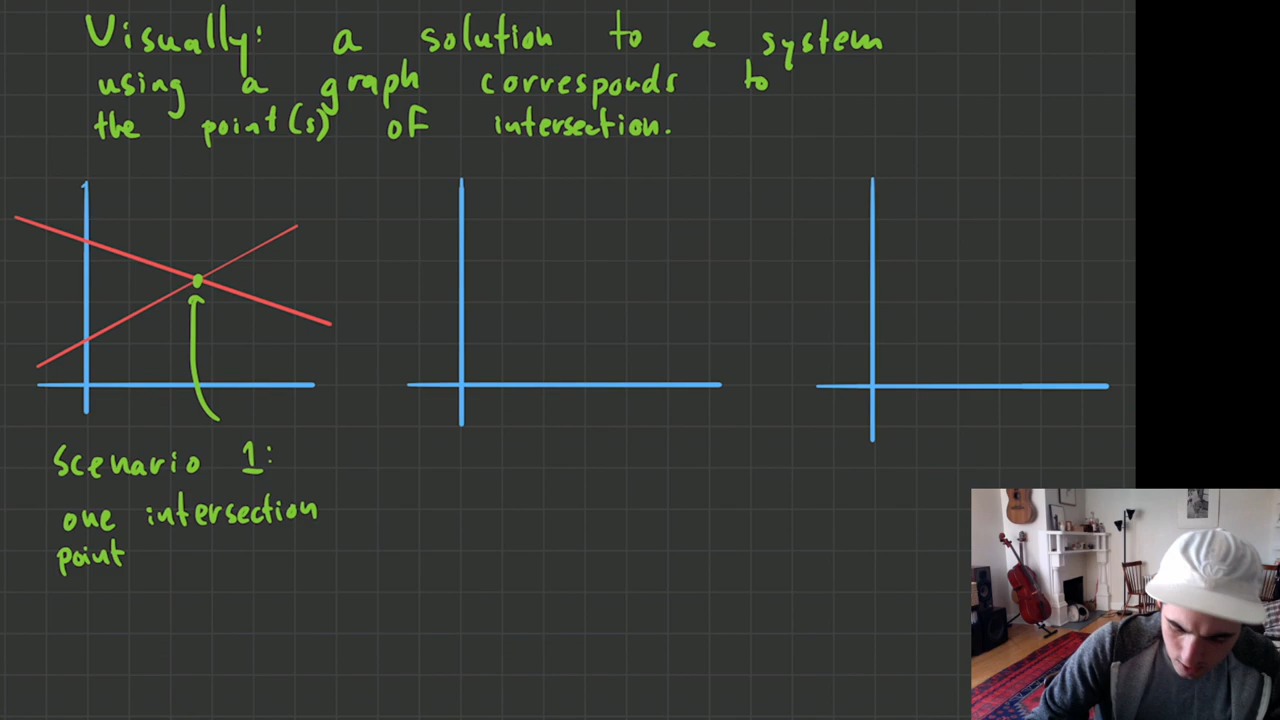 Visually: a solution to a system
using a graph corresponds to
the point(s) of intersection.
Scenario 1:
one intersection
point